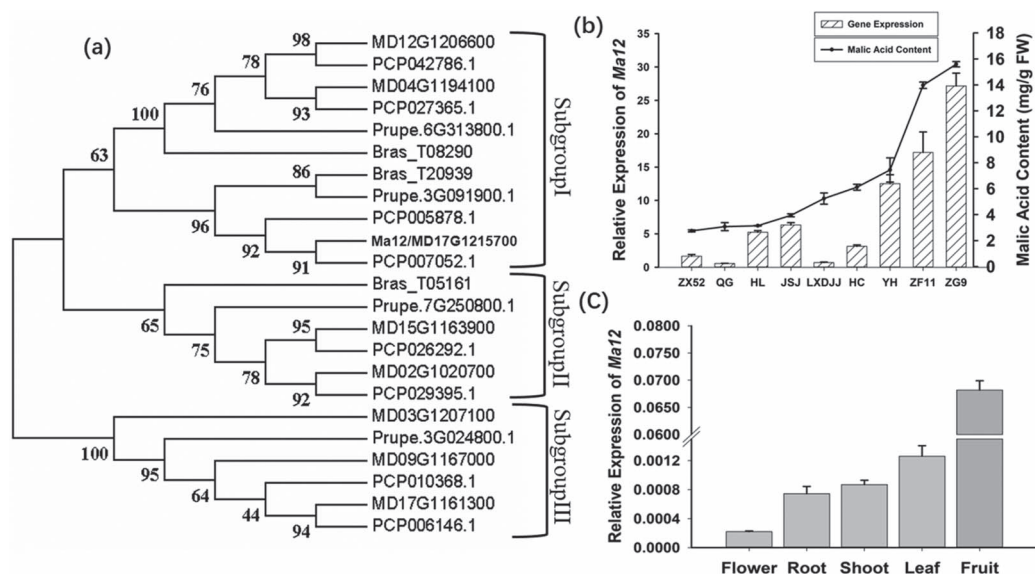 (a)
98
MD12G1206600
78
PCP042786.1
76
MD04G1194100
93
PCP027365.1
100
Prupe.6G313800.1
63
Bras_T08290
86
Bras_T20939
Prupe.3G091900.1
96
PCP005878.1
92
Ma12/MD17G1215700
91
PCP007052.1
SubgroupI
Bras_T05161
65
Prupe.7G250800.1
95
MD15G1163900
75
PCP026292.1
78
MD02G1020700
92
PCP029395.1
SubgroupII
MD03G1207100
100
Prupe.3G024800.1
95
MD09G1167000
64
PCP010368.1
44
MD17G1161300
94
PCP006146.1
SubgroupIII
(b)
Gene Expression
Malic Acid Content
Relative Expression of Ma12
35
30
25
20
15
10
5
0
Malic Acid Content (mg/g FW)
18
16
14
12
10
8
6
4
2
0
ZX52 QG HL JSJ LXDJJ HC YH ZF11 ZG9
(C)
Relative Expression of Ma12
0.0800
0.0750
0.0700
0.0650
0.0600
0.0012
0.0008
0.0004
0.0000
Flower Root Shoot Leaf Fruit